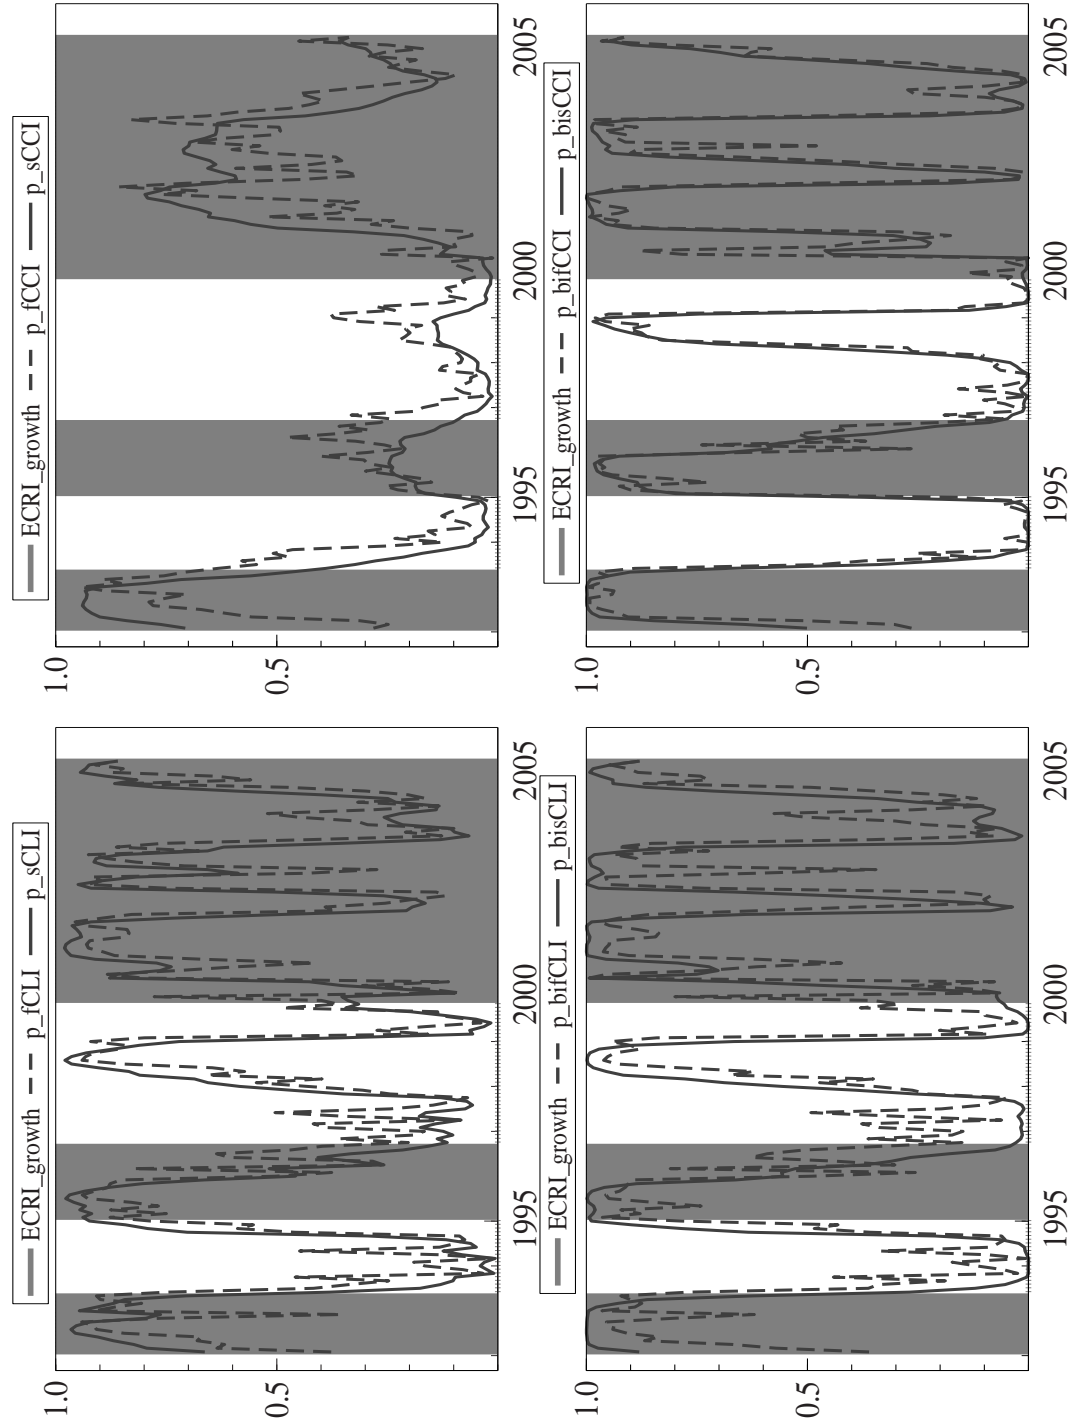 ECRI_growth p_fCLI p_sCLI
1.0
0.5
1995 2000 2005
ECRI_growth p_fCCI p_sCCI
1.0
0.5
1995 2000 2005
ECRI_growth p_bifCLI p_bisCLI
1.0
0.5
1995 2000 2005
ECRI_growth p_bifCCI p_bisCCI
1.0
0.5
1995 2000 2005